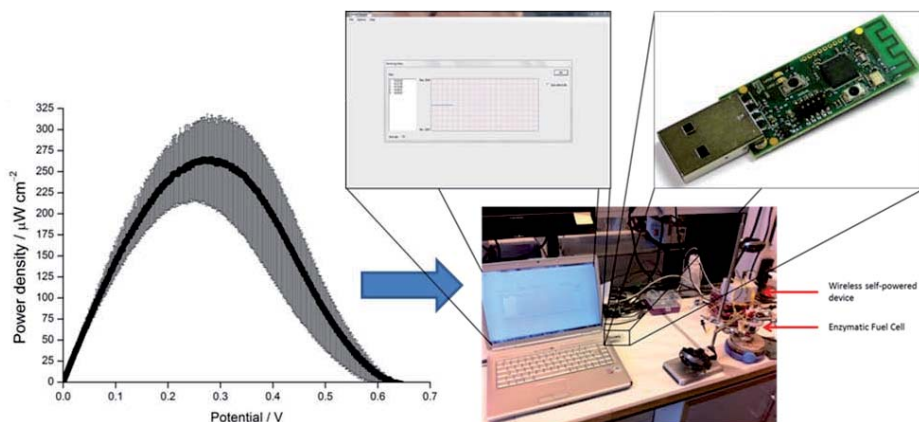 Power density / µW cm⁻²
325
300
275
250
225
200
175
150
125
100
75
50
25
0
0.0 0.1 0.2 0.3 0.4 0.5 0.6 0.7
Potential / V
Wireless self-powered
device
Enzymatic Fuel Cell